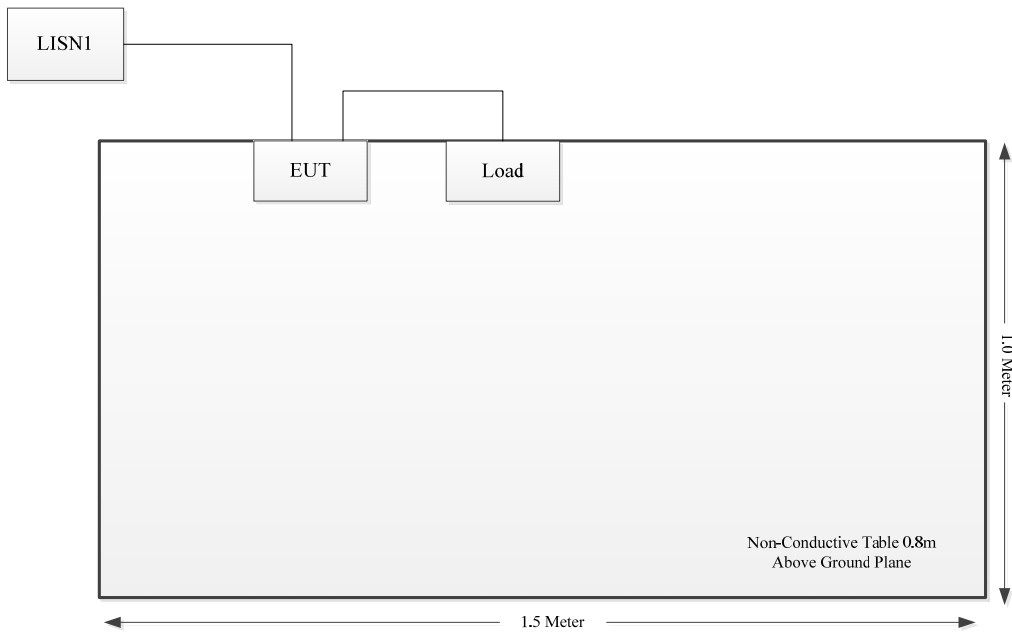 LISN1
EUT
Load
1.0 Meter
Non-Conductive Table 0.8m
Above Ground Plane
1.5 Meter